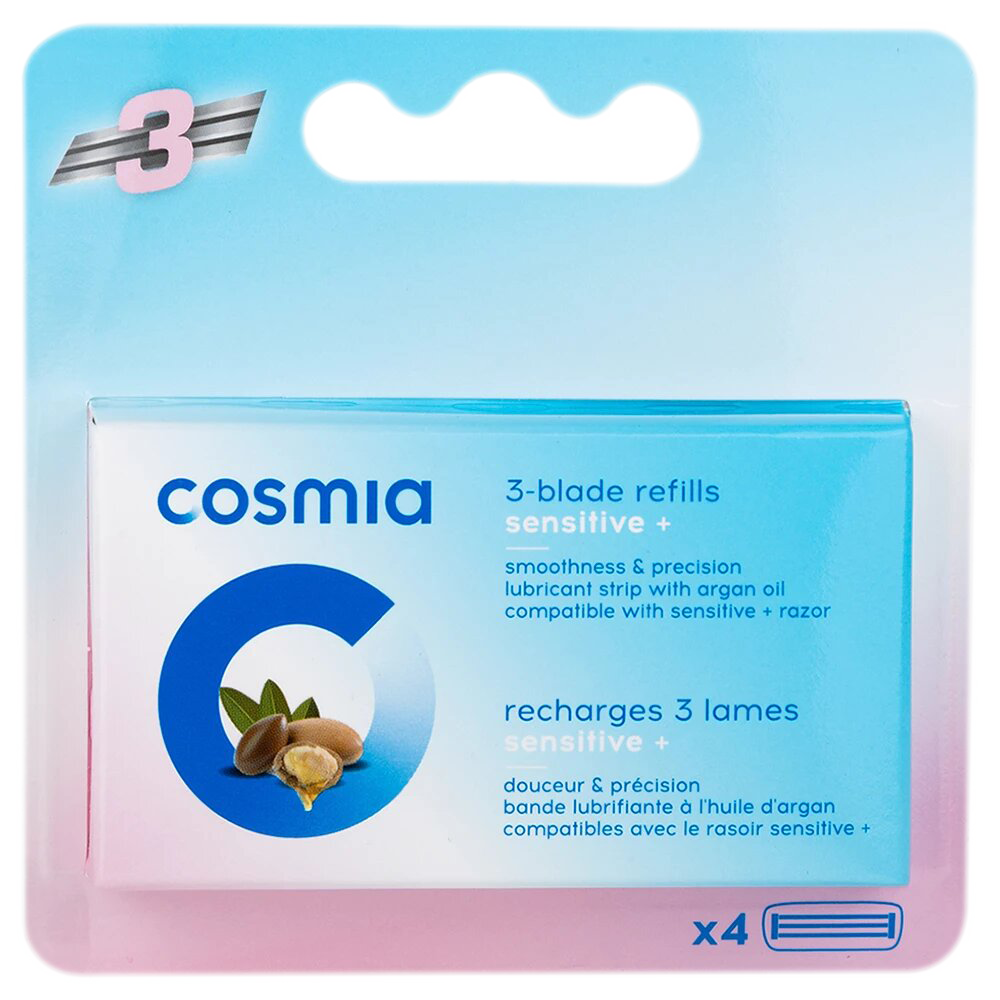 3
cosmia
3-blade refills
sensitive +
smoothness & precision
lubricant strip with argan oil
compatible with sensitive + razor
recharges 3 lames
sensitive +
douceur & précision
bande lubrifiante à l'huile d'argan
compatibles avec le rasoir sensitive +
x4